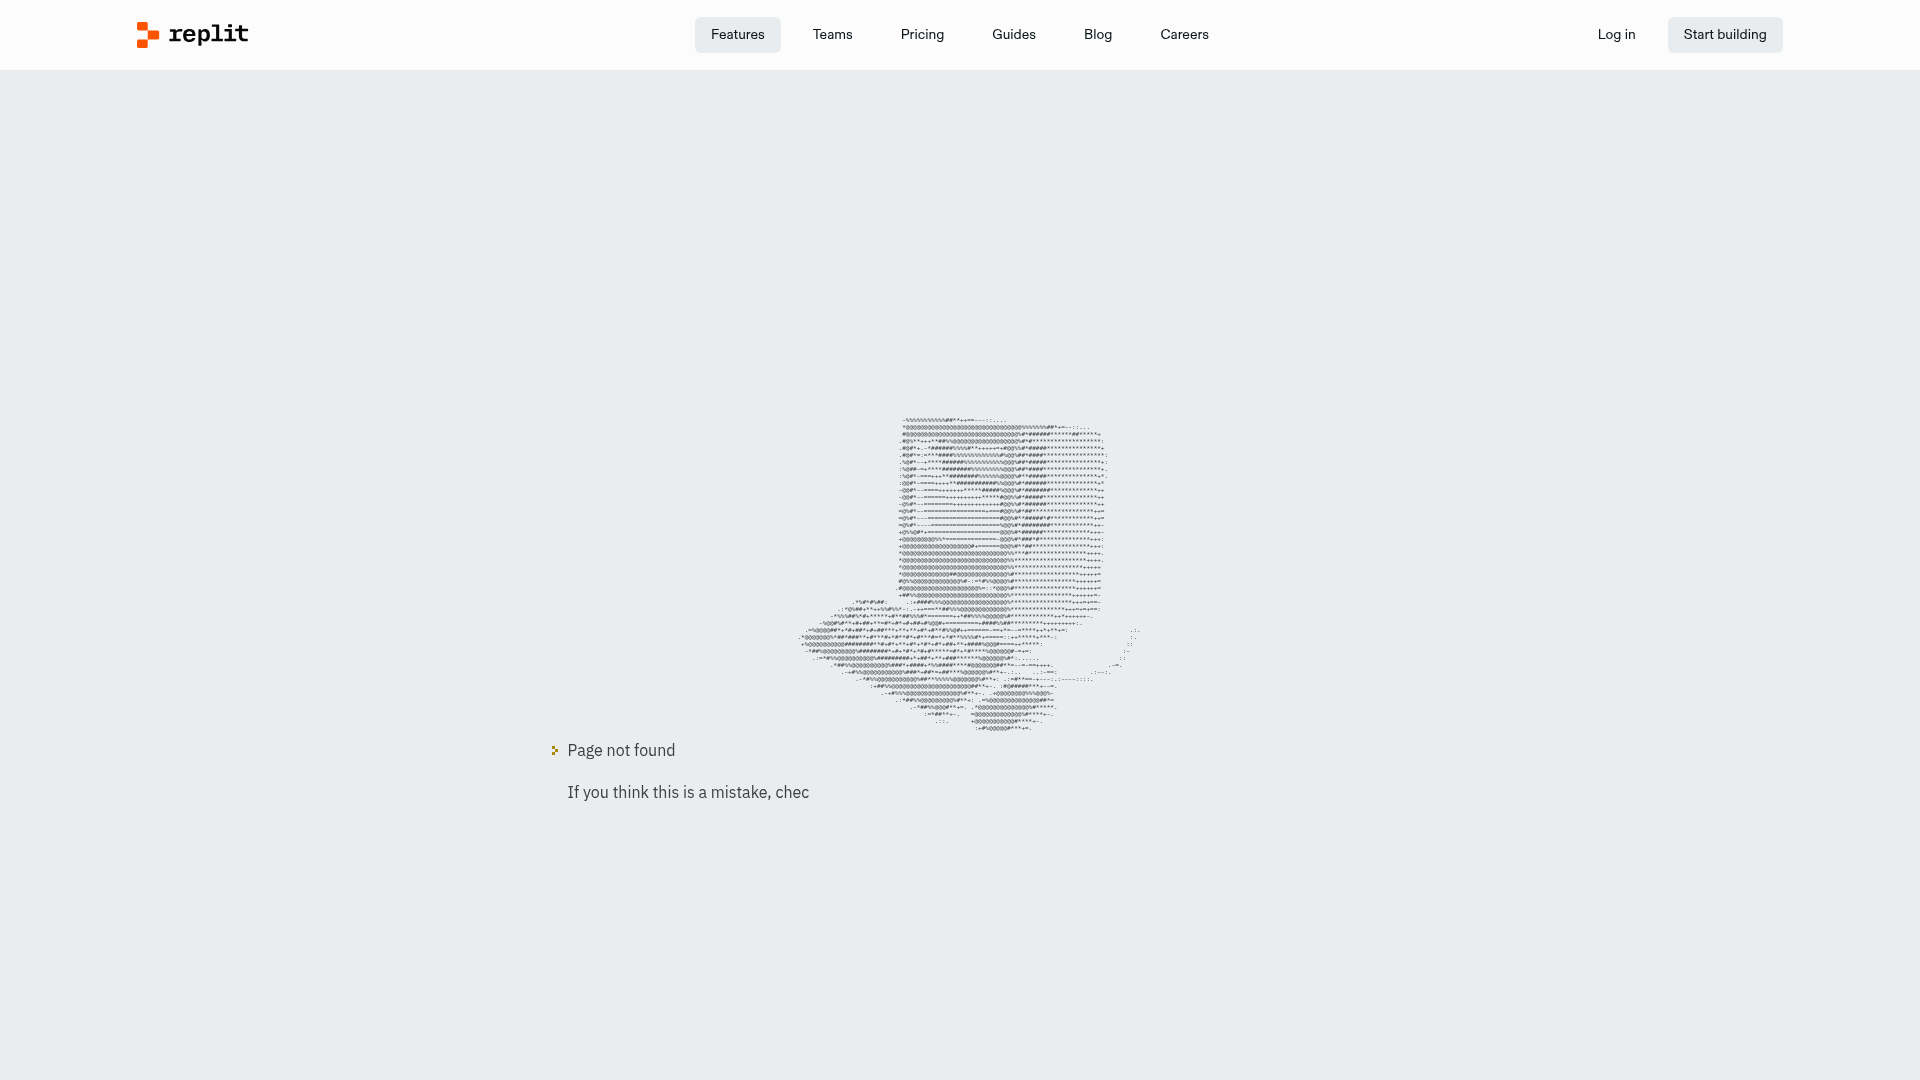 replit
Features
Teams
Pricing
Guides
Blog
Careers
Log in
Start building
Page not found
If you think this is a mistake, chec